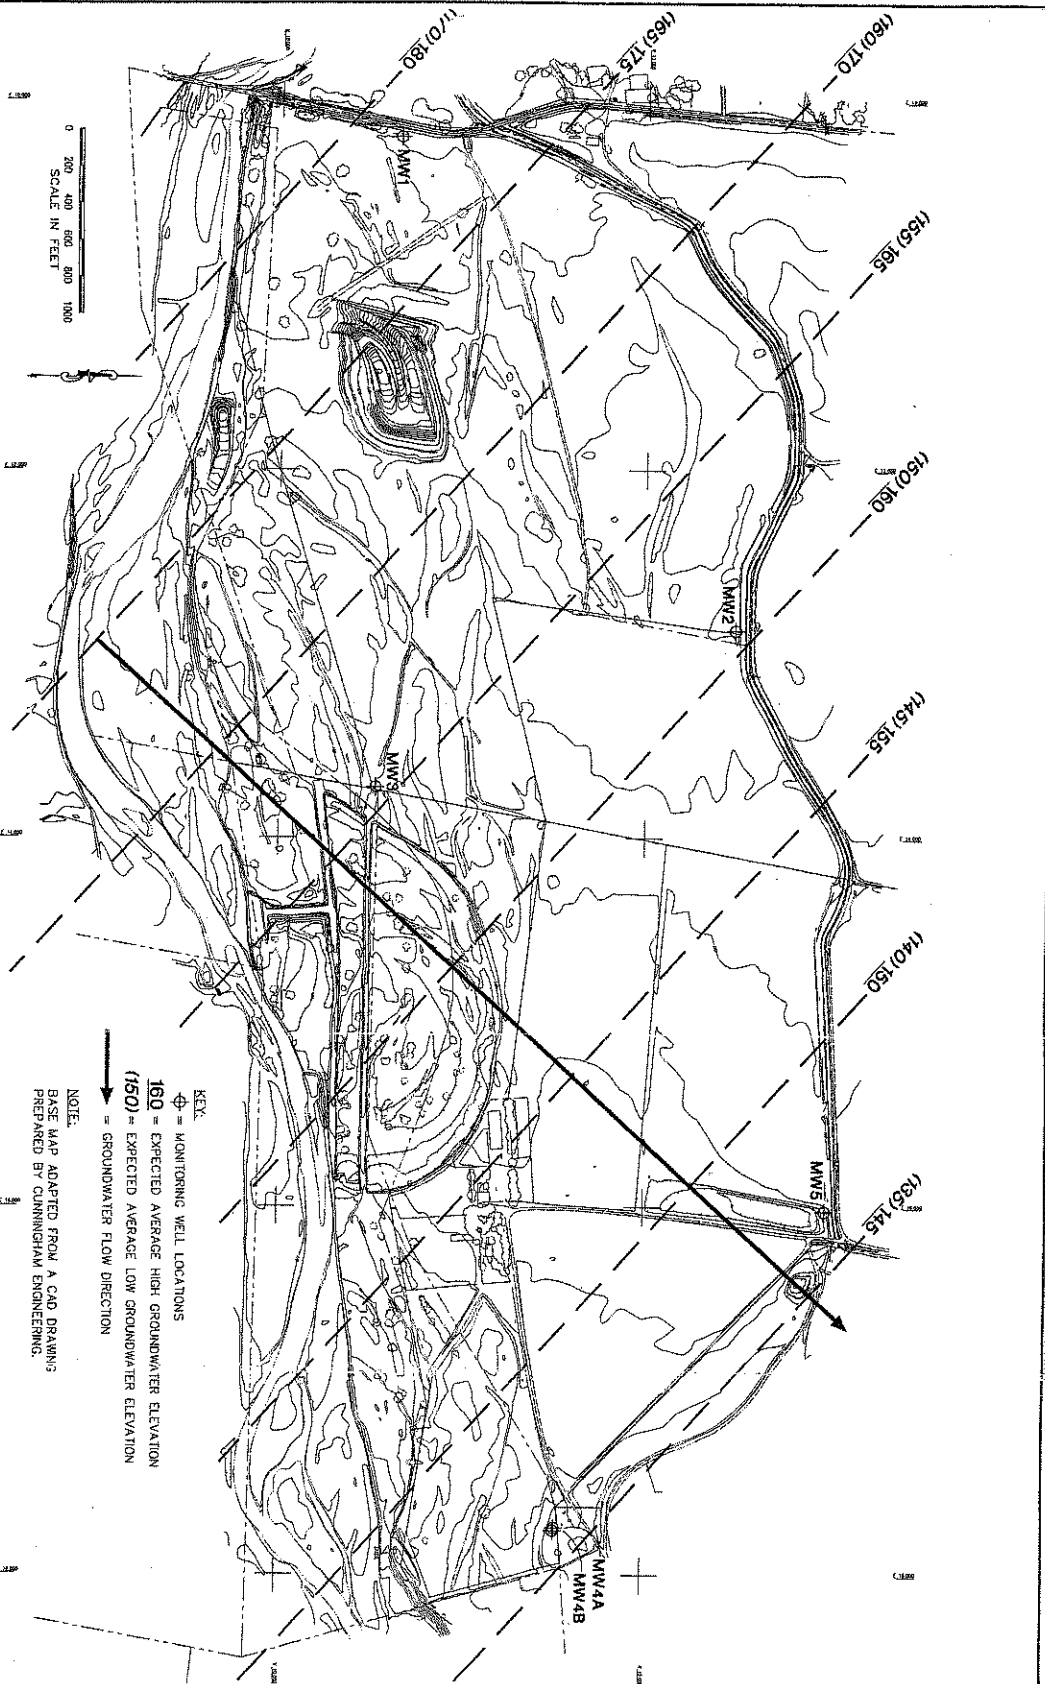 (170) 180
(165) 175
(160) 170
(155) 165
(150) 160
(145) 155
(140) 150
(135) 145
MW1
MW2
MW3
MW5
MW4A
MW4B
0 200 400 600 800 1000
SCALE IN FEET
KEY:
= MONITORING WELL LOCATIONS
160 = EXPECTED AVERAGE HIGH GROUNDWATER ELEVATION
(150) = EXPECTED AVERAGE LOW GROUNDWATER ELEVATION
= GROUNDWATER FLOW DIRECTION
NOTE:
BASE MAP ADAPTED FROM A CAD DRAWING
PREPARED BY CUNNINGHAM ENGINEERING.